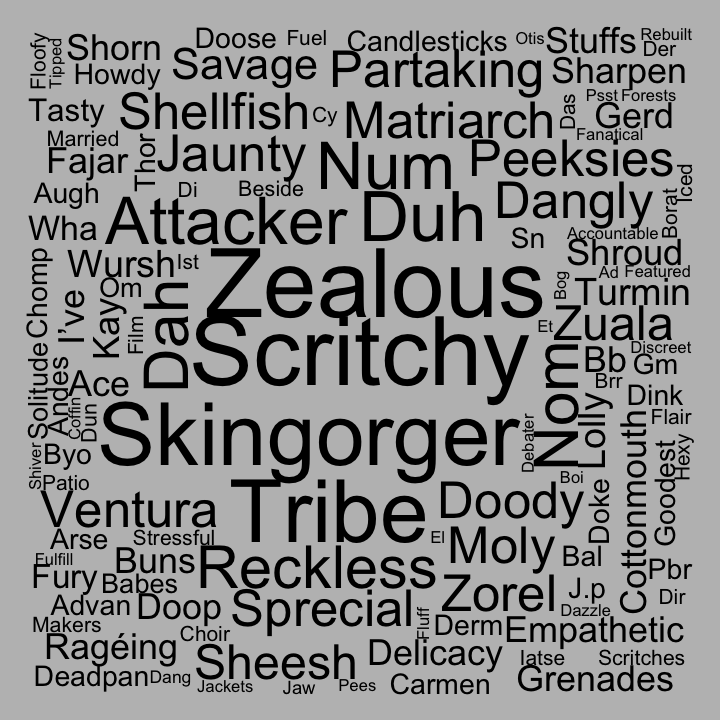 Floofy
Tipped
Shorn
Doose
Fuel
Candlesticks
Otis
Stuffs
Rebuilt
Der
Howdy
Savage
Partaking
Sharpen
Tasty
Shellfish
Cy
Matriarch
Das
Psst
Forests
Gerd
Fanatical
Married
Fajar
Thor
Jaunty
Num
Peeksies
Iced
Augh
Di
Beside
Attacker
Duh
Dangly
Borat
Wha
Sn
Accountable
Shroud
Wursh
Ist
Zealous
Bog
Ad
Featured
Turmin
Chomp
I've
Kay
Om
Film
Dah
Scritchy
Et
Zuala
Discreet
Solitude
Andes
Ace
Nom
Bb
Gm
Brr
Dink
Coffin
Dun
Skingorger
Debater
Lolly
Flair
Hexy
Shiver
Byo
Patio
Cottonmouth
Goodest
Ventura
Tribe
Doody
Boi
Doke
Arse
Stressful
El
Moly
Bal
Fulfill
Fury
Buns
Babes
Reckless
Zorel
J.p
Pbr
Advan
Doop
Sprecial
Fluff
Dazzle
Dir
Makers
Choir
Derm
Empathetic
Ragéing
Sheesh
Delicacy
Iatse
Scritches
Deadpan
Dang
Jackets
Jaw
Pees
Carmen
Grenades